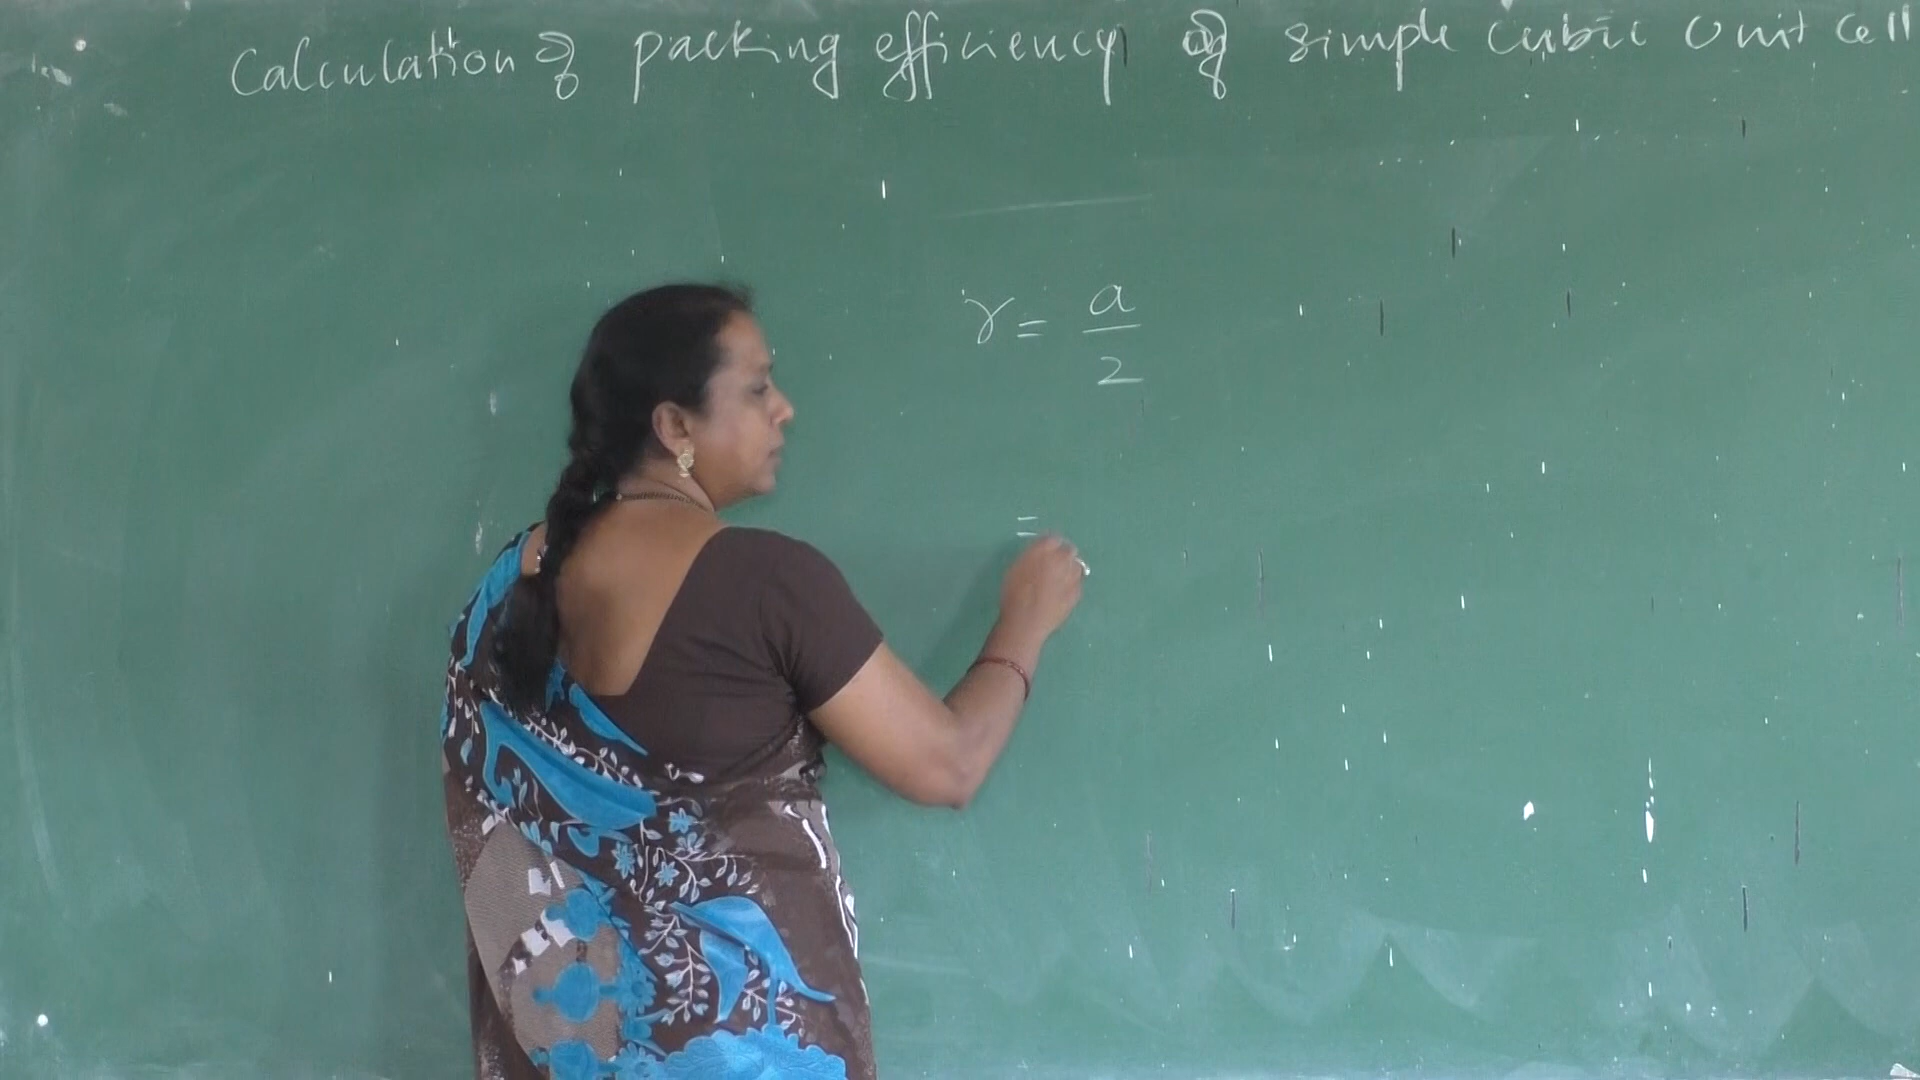 Calculation of packing efficiency of simple cubic unit cell
r = a/2
=